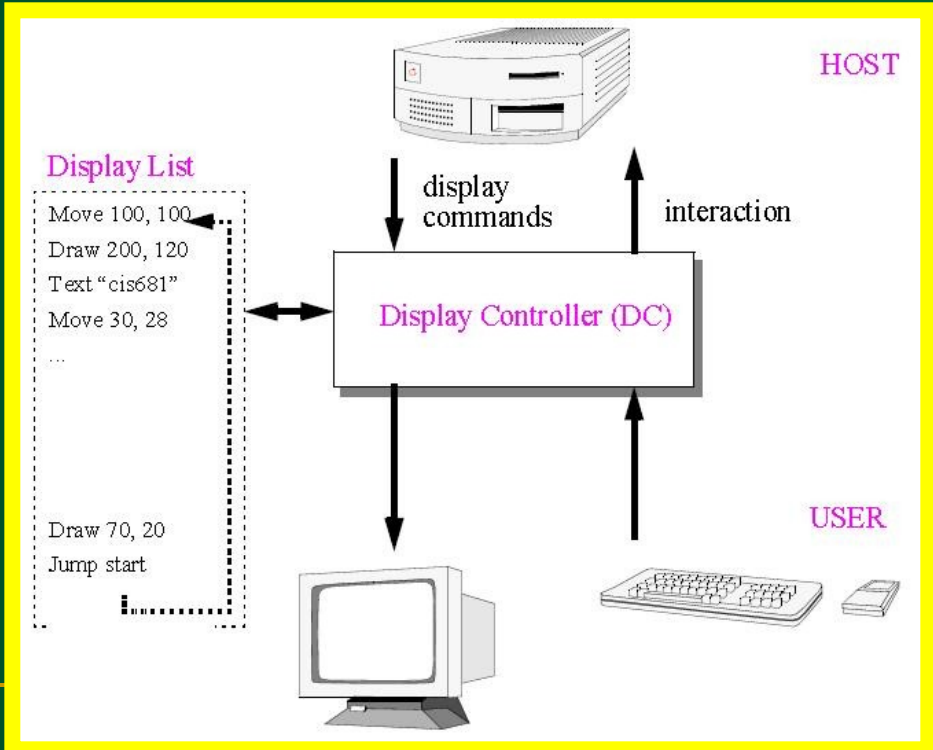 HOST
Display List
display
commands
interaction
Move 100, 100
Draw 200, 120
Text “cis681”
Move 30, 28
...
Display Controller (DC)
Draw 70, 20
Jump start
USER